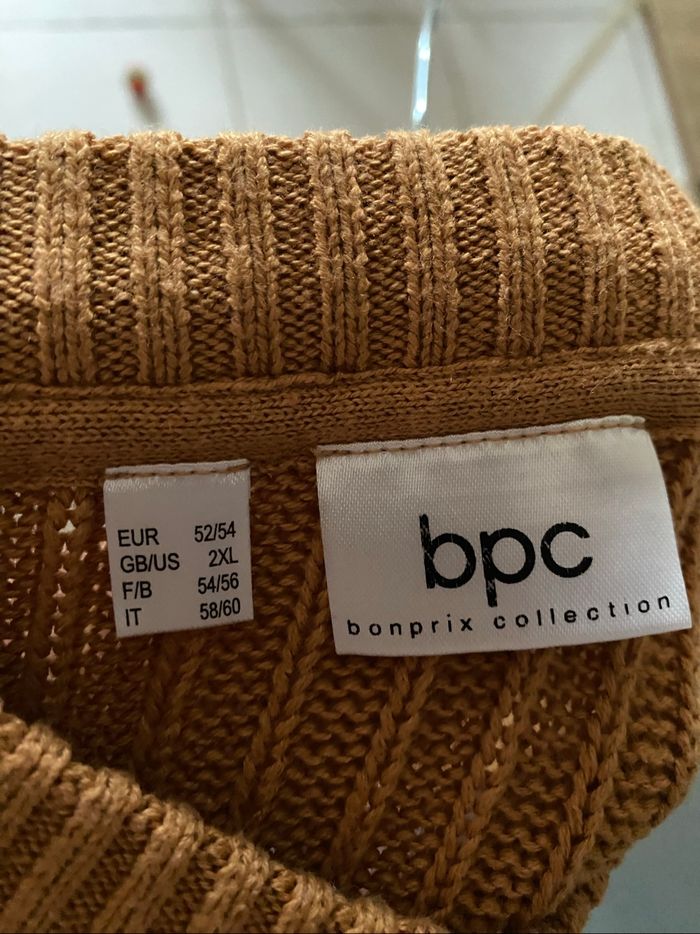 EUR 52/54
GB/US 2XL
F/B 54/56
IT 58/60
bpc
bonprix collection